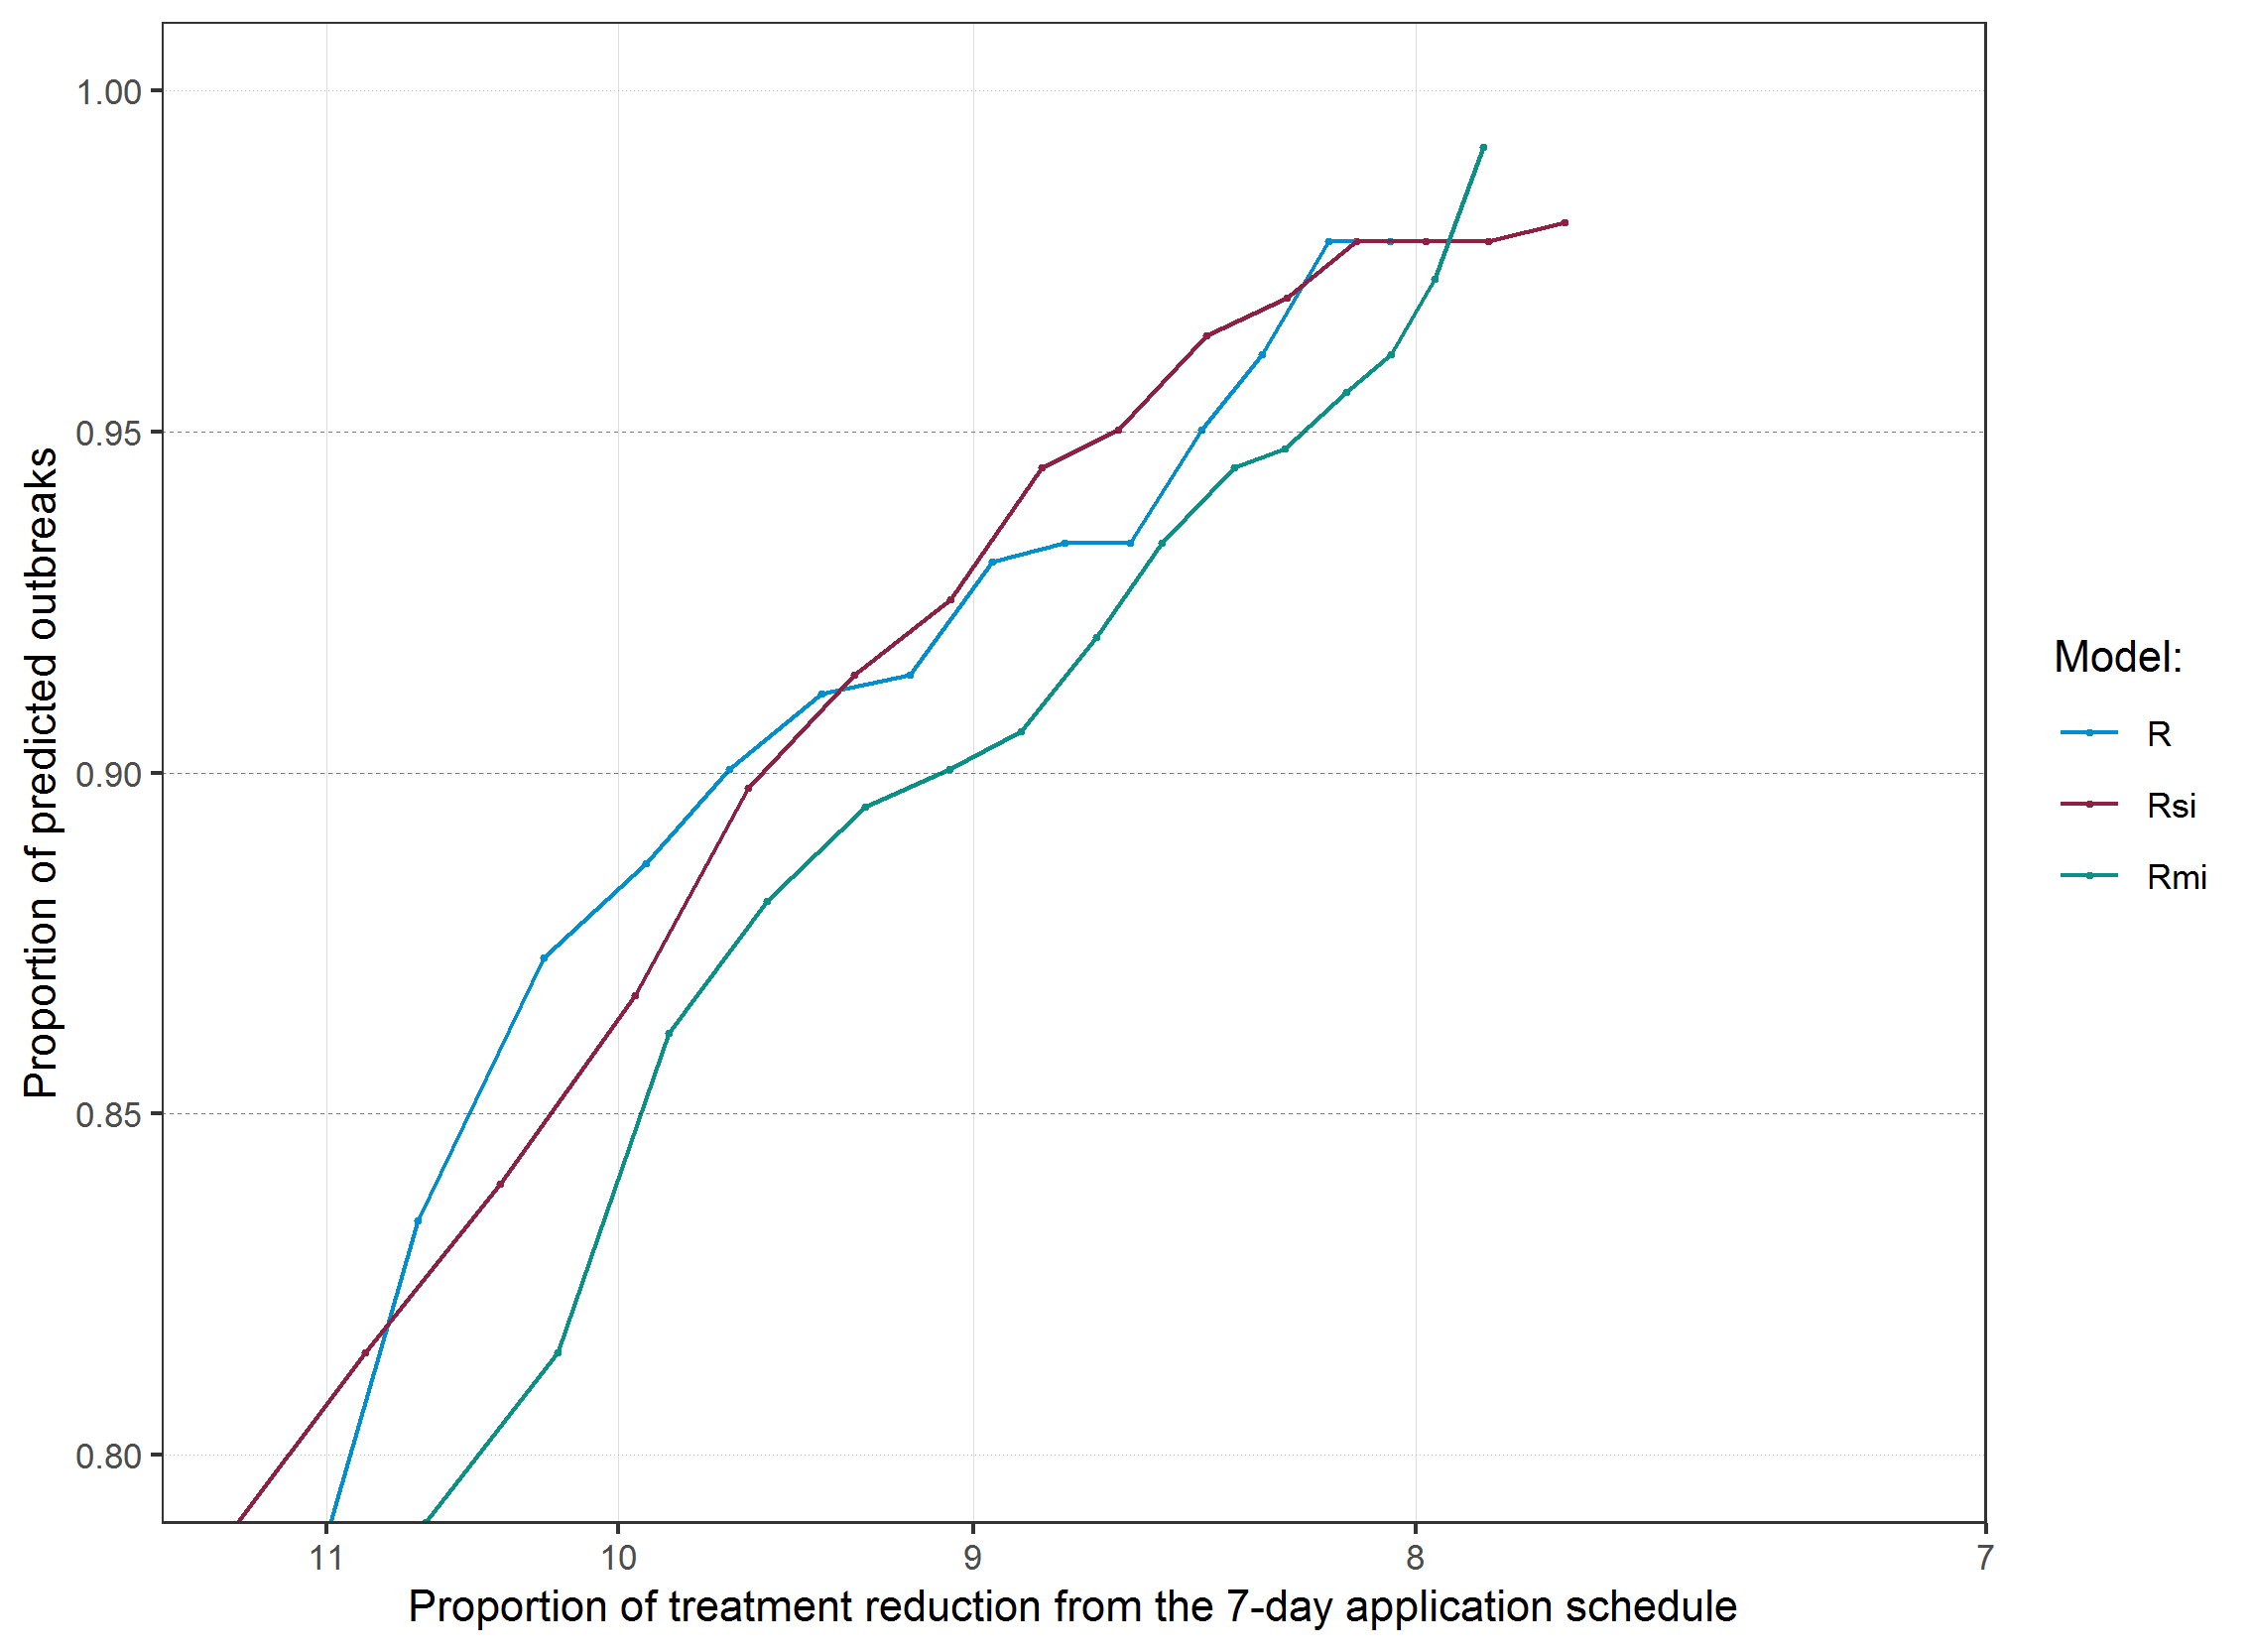 Proportion of predicted outbreaks
1.00
0.95
0.90
0.85
0.80
11 10 9 8 7
Proportion of treatment reduction from the 7-day application schedule
Model:
R
Rsi
Rmi